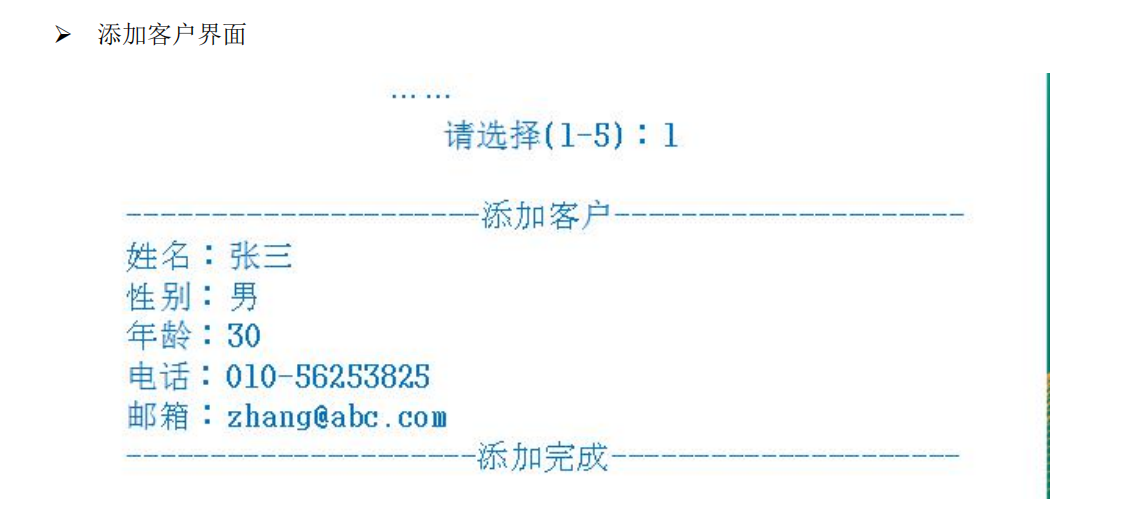 ➢ 添加客户界面
... ...
请选择(1-5)：1
---------------------添加客户---------------------
姓名：张三
性别：男
年龄：30
电话：010-56253825
邮箱：zhang@abc.com
---------------------添加完成---------------------